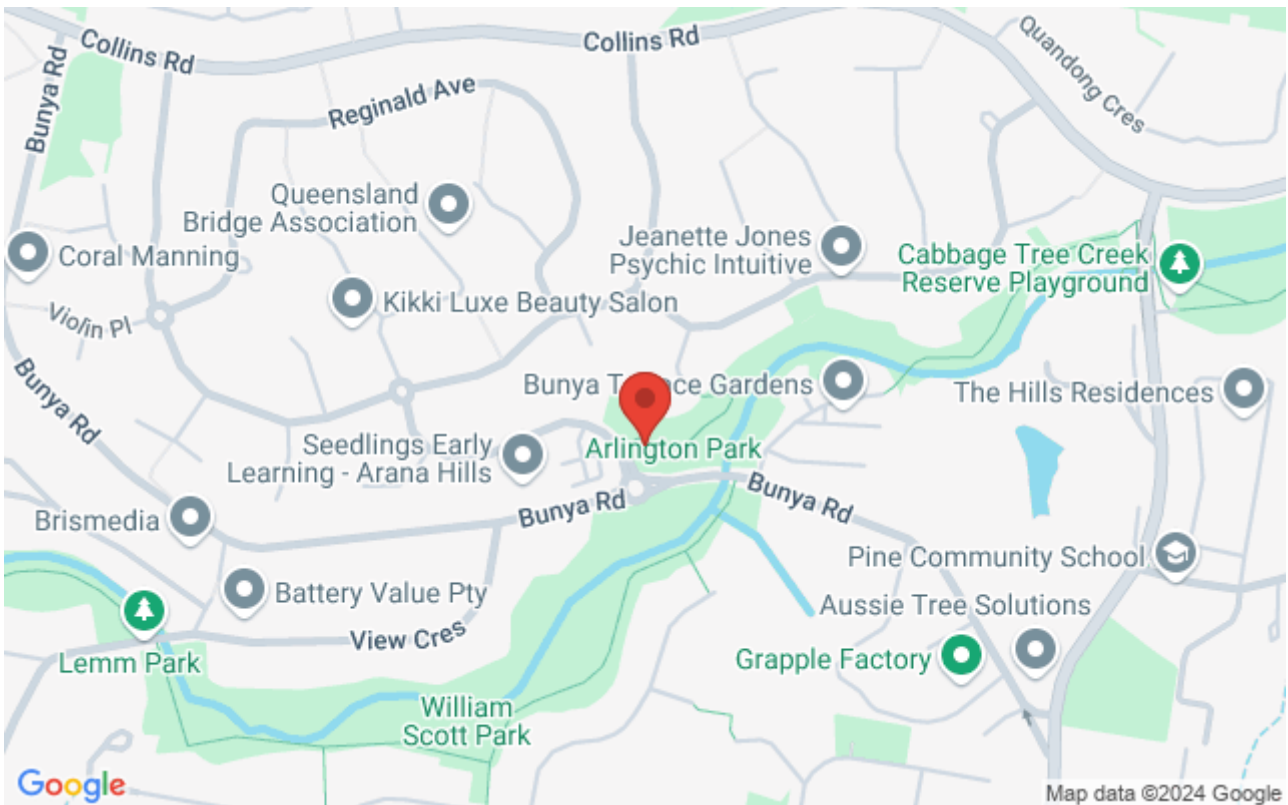 Collins Rd
Collins Rd
Quandong Cres
Bunya Rd
Reginald Ave
Queensland
Bridge Association
Coral Manning
Jeanette Jones
Psychic Intuitive
Cabbage Tree Creek
Reserve Playground
Violin Pl
Kikki Luxe Beauty Salon
Bunya Rd
Bunya Terrace Gardens
The Hills Residences
Seedlings Early
Learning - Arana Hills
Arlington Park
Bunya Rd
Bunya Rd
Brismedia
Pine Community School
Battery Value Pty
Aussie Tree Solutions
View Cres
Lemm Park
Grapple Factory
William
Scott Park
Google
Map data ©2024 Google